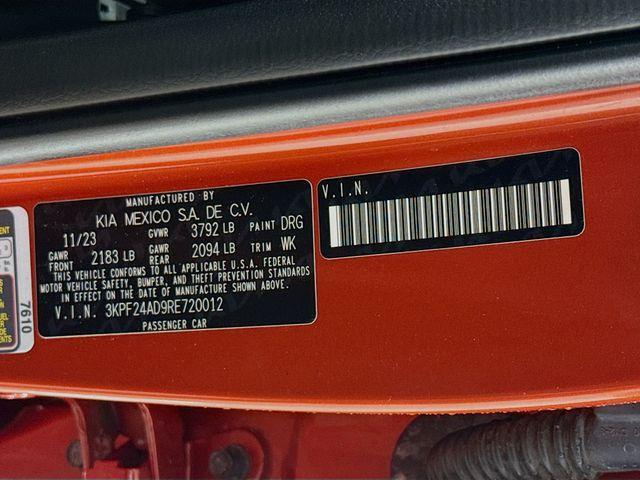 MANUFACTURED BY
KIA MEXICO S.A. DE C.V.
11/23 GVWR 3792 LB PAINT DRG
GAWR FRONT 2183 LB GAWR REAR 2094 LB TRIM WK
THIS VEHICLE CONFORMS TO ALL APPLICABLE U.S.A. FEDERAL
MOTOR VEHICLE SAFETY, BUMPER, AND THEFT PREVENTION STANDARDS
IN EFFECT ON THE DATE OF MANUFACTURE SHOWN ABOVE.
V.I.N. 3KPF24AD9RE720012
PASSENGER CAR
V.I.N.
7610